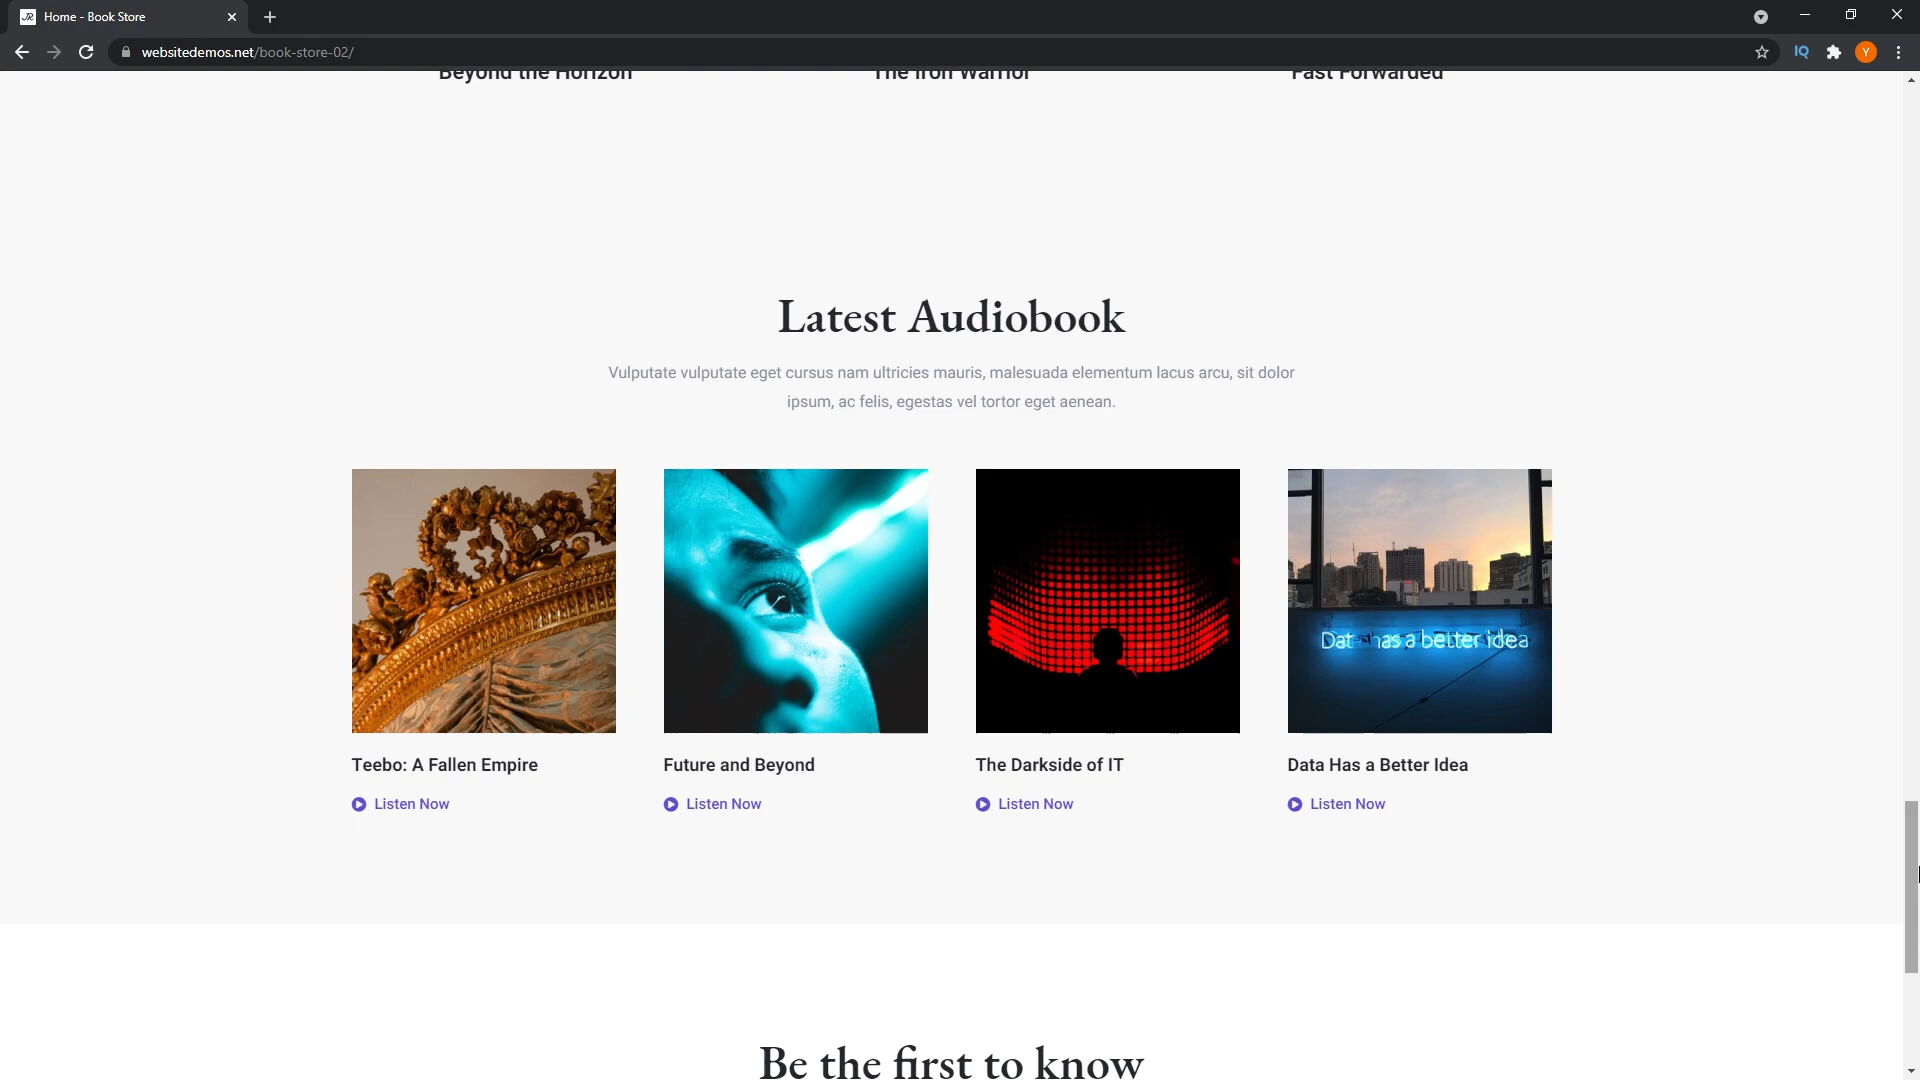 Home - Book Store
websitedemos.net/book-store-02/
IQ
Y
Beyond the Horizon
The Iron Warrior
Fast Forwarded
Latest Audiobook
Vulputate vulputate eget cursus nam ultricies mauris, malesuada elementum lacus arcu, sit dolor
ipsum, ac felis, egestas vel tortor eget aenean.
Dat has a better idea
Teebo: A Fallen Empire
Future and Beyond
The Darkside of IT
Data Has a Better Idea
Listen Now
Listen Now
Listen Now
Listen Now
Be the first to know